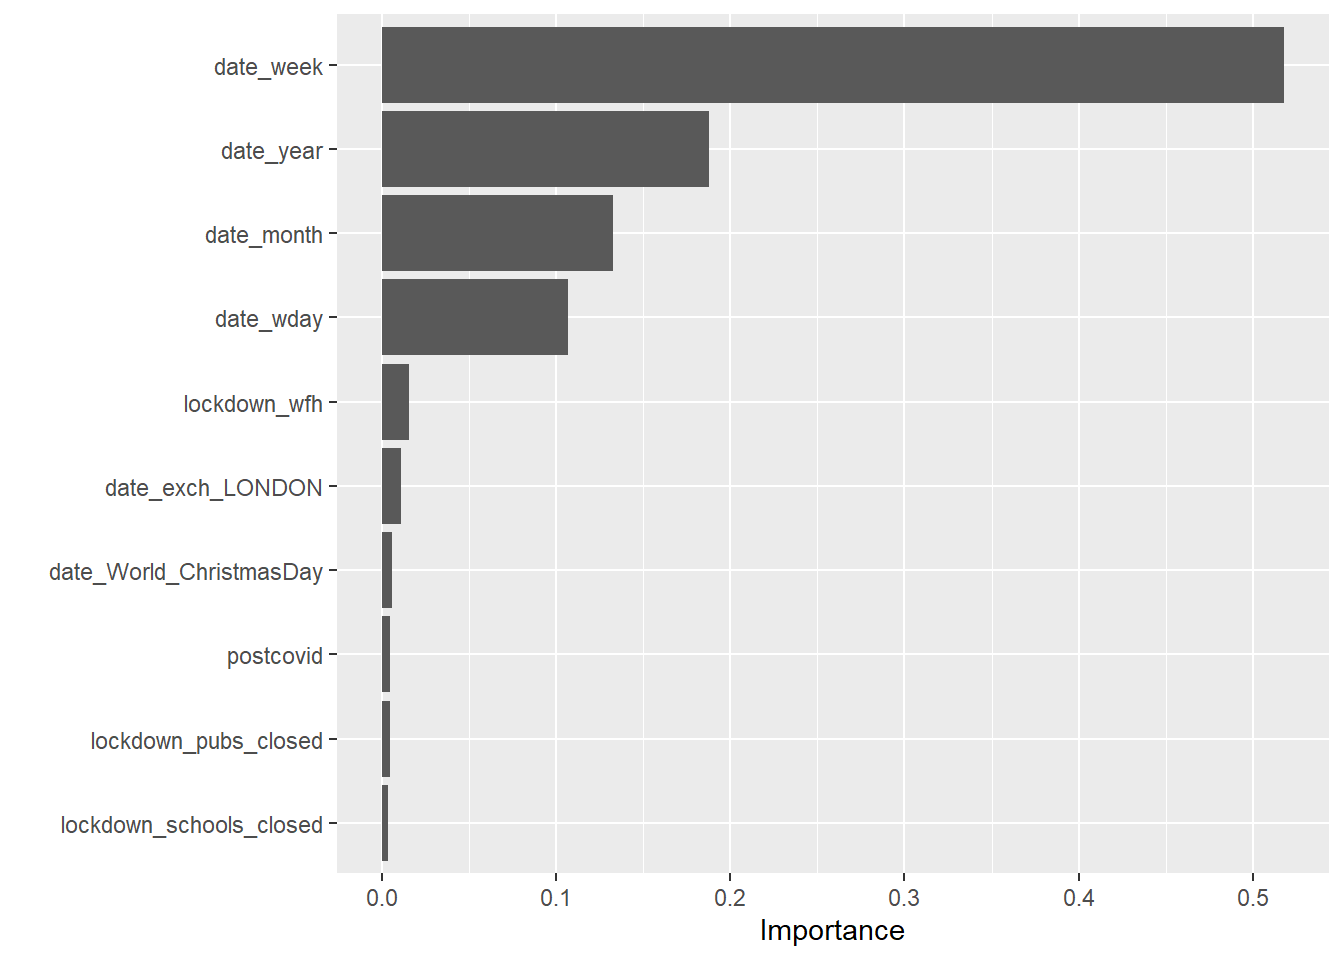 date_week
date_year
date_month
date_wday
lockdown_wfh
date_exch_LONDON
date_World_ChristmasDay
postcovid
lockdown_pubs_closed
lockdown_schools_closed
0.0 0.1 0.2 0.3 0.4 0.5
Importance